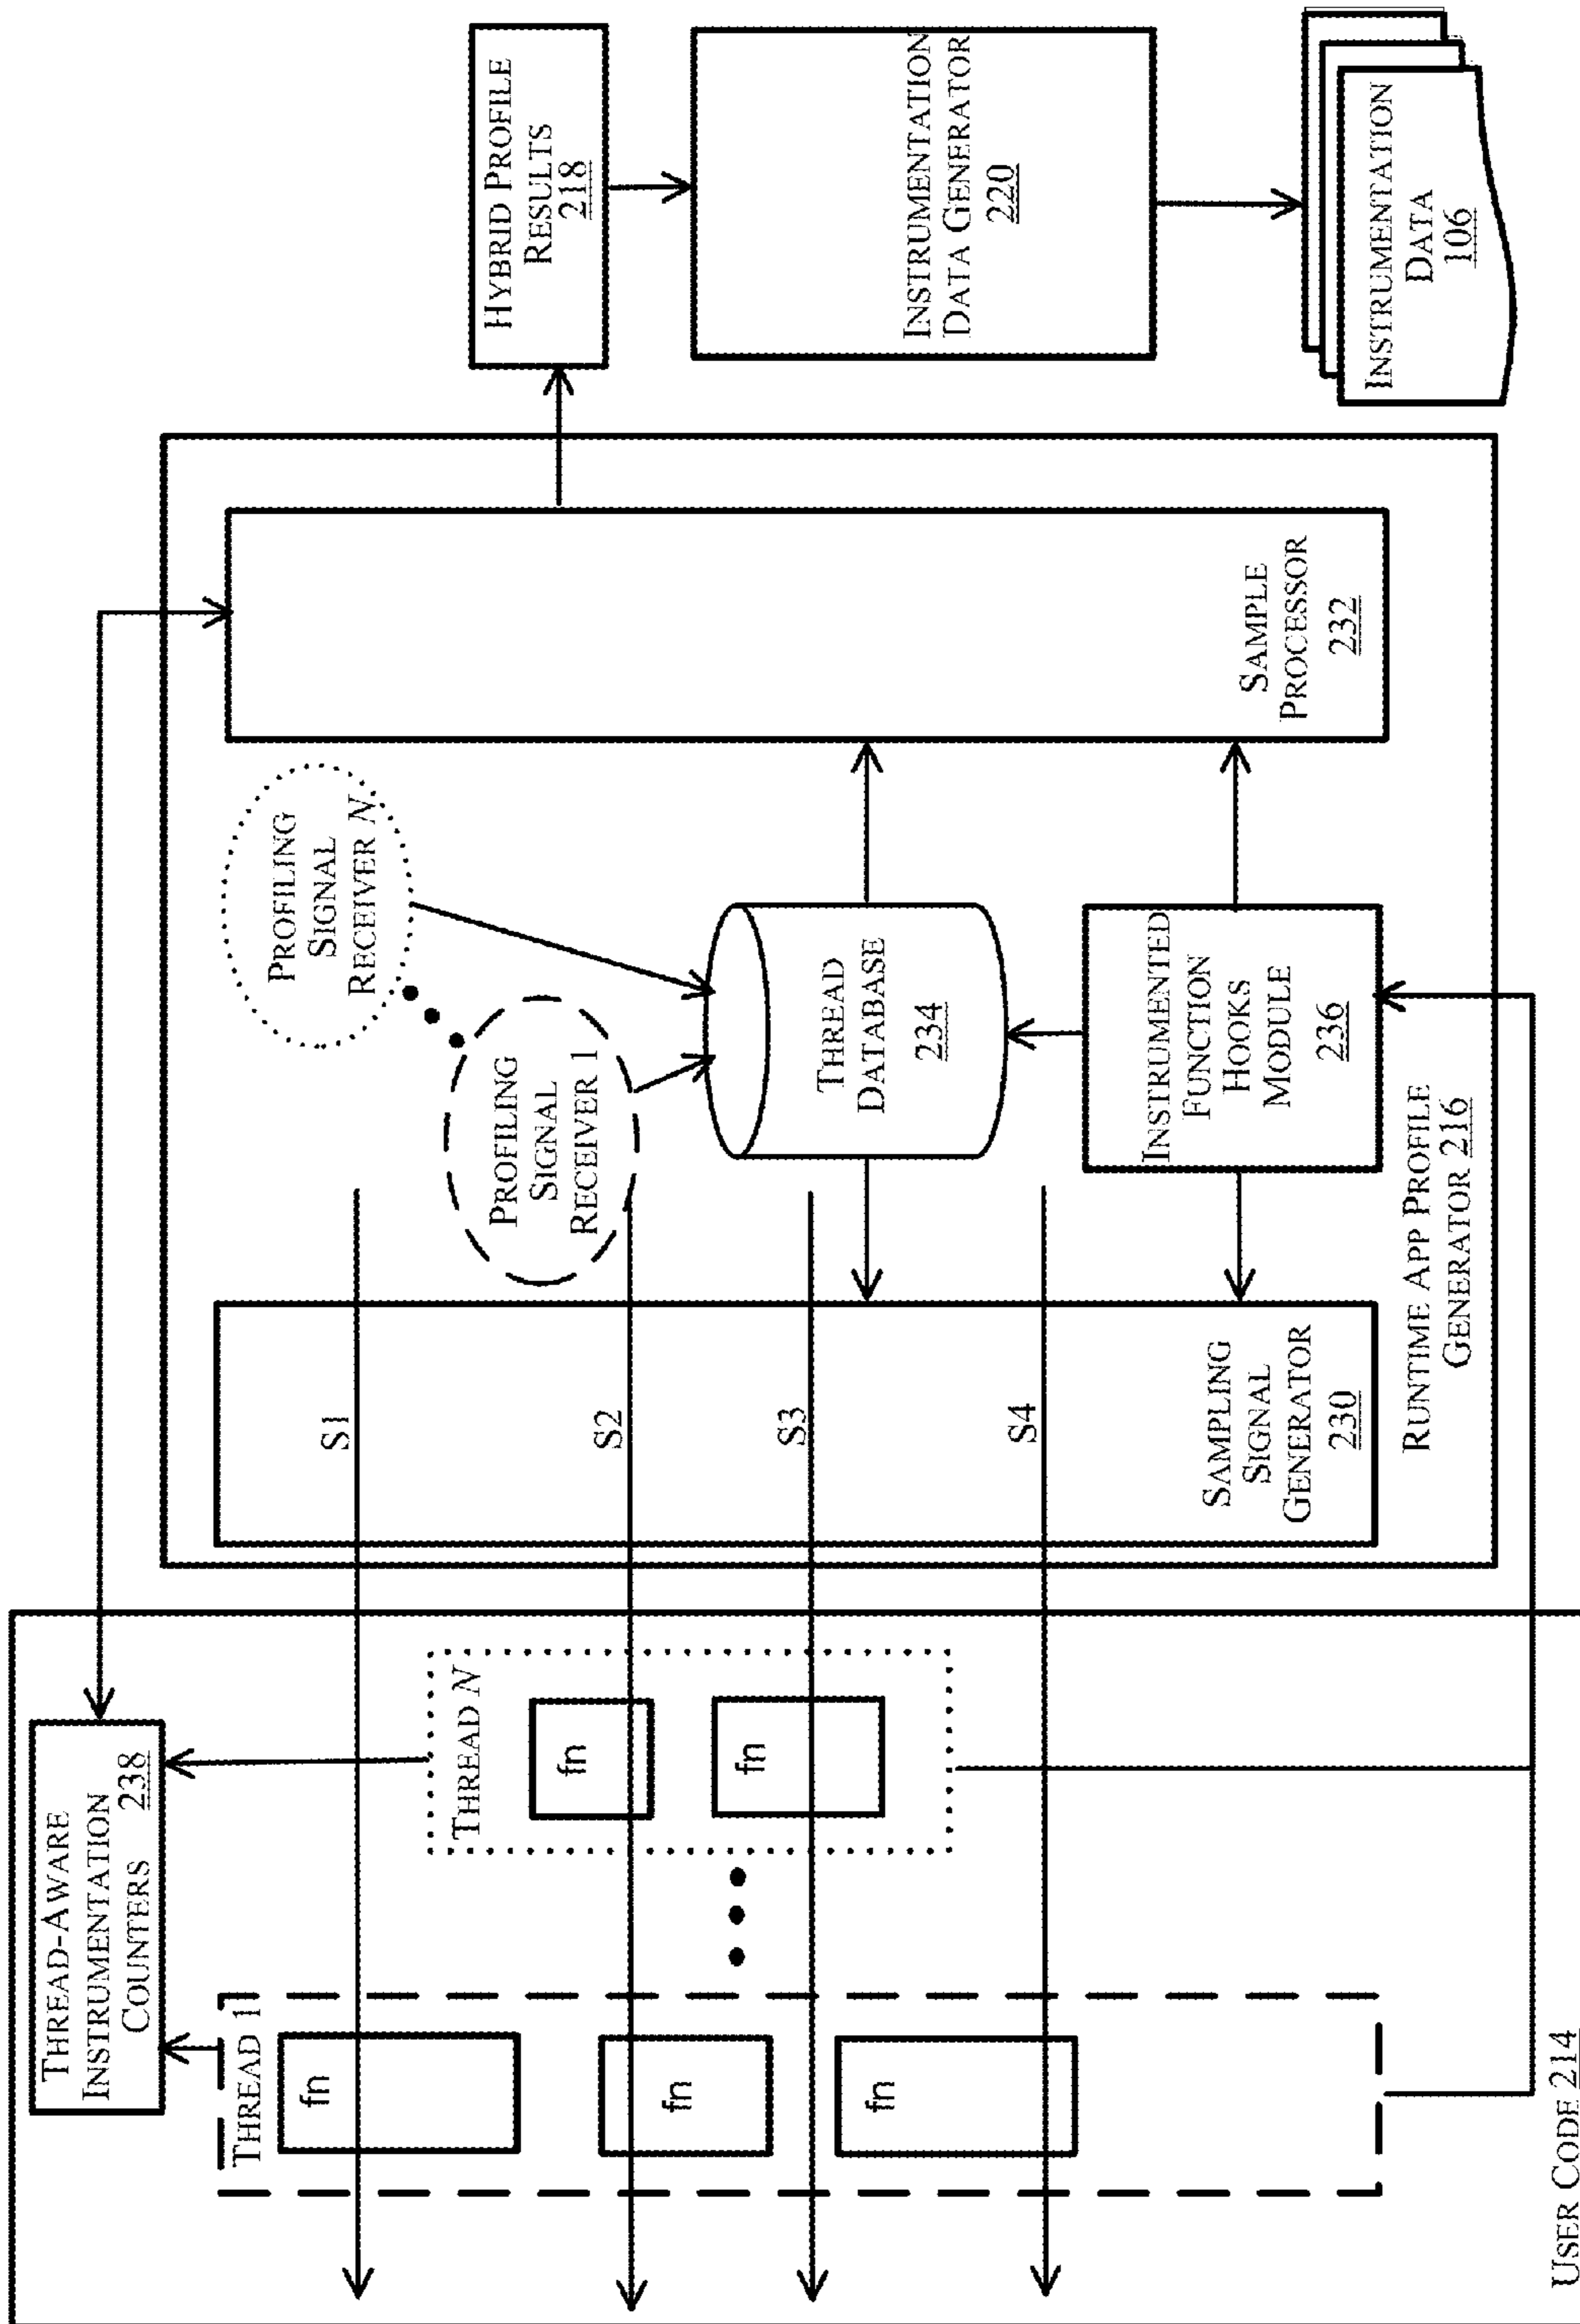 THREAD-AWARE
INSTRUMENTATION
COUNTERS 238
THREAD 1
fn
fn
fn
THREAD N
fn
fn
USER CODE 214
S1
S2
S3
S4
SAMPLING
SIGNAL
GENERATOR
230
PROFILING
SIGNAL
RECEIVER 1
PROFILING
SIGNAL
RECEIVER N
THREAD
DATABASE
234
INSTRUMENTED
FUNCTION
HOOKS
MODULE
236
RUNTIME APP PROFILE
GENERATOR 216
SAMPLE
PROCESSOR
232
HYBRID PROFILE
RESULTS
218
INSTRUMENTATION
DATA GENERATOR
220
INSTRUMENTATION
DATA
106